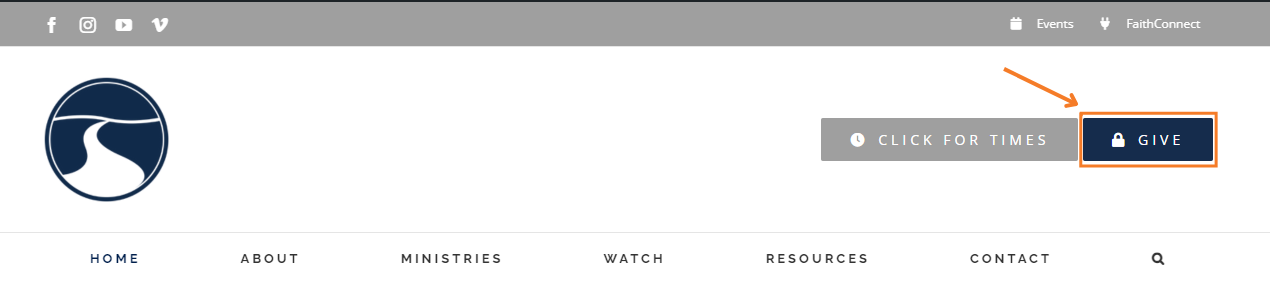 Events FaithConnect
CLICK FOR TIMES GIVE
HOME ABOUT MINISTRIES WATCH RESOURCES CONTACT